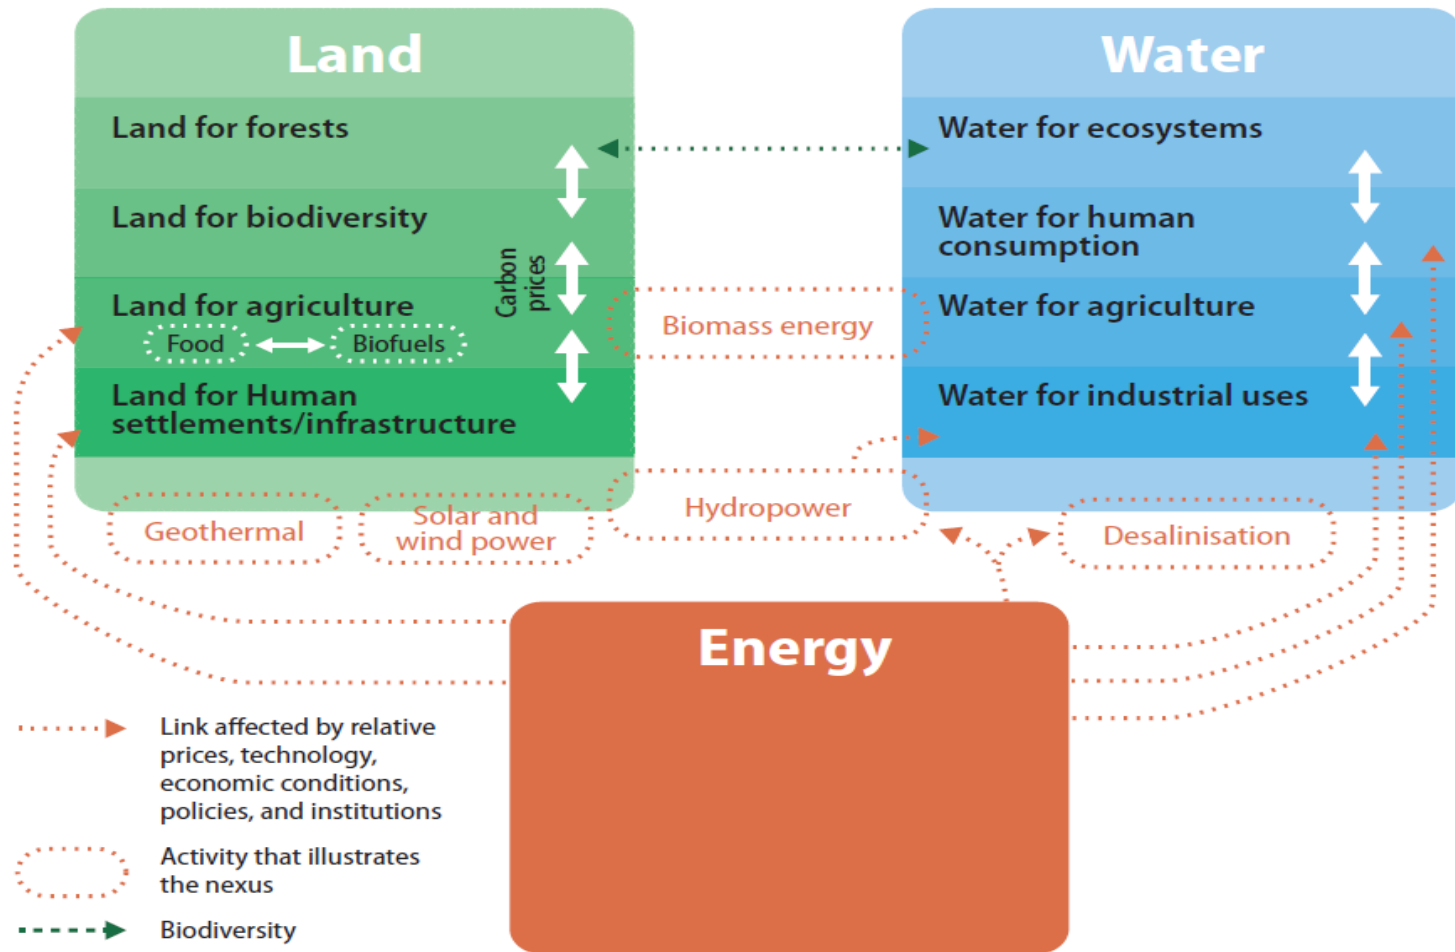 Land
Land for forests
Land for biodiversity
Carbon
prices
Land for agriculture
Food
Biofuels
Land for Human
settlements/infrastructure
Water
Water for ecosystems
Water for human
consumption
Water for agriculture
Water for industrial uses
Biomass energy
Geothermal
Solar and
wind power
Hydropower
Desalinisation
Energy
Link affected by relative
prices, technology,
economic conditions,
policies, and institutions
Activity that illustrates
the nexus
Biodiversity